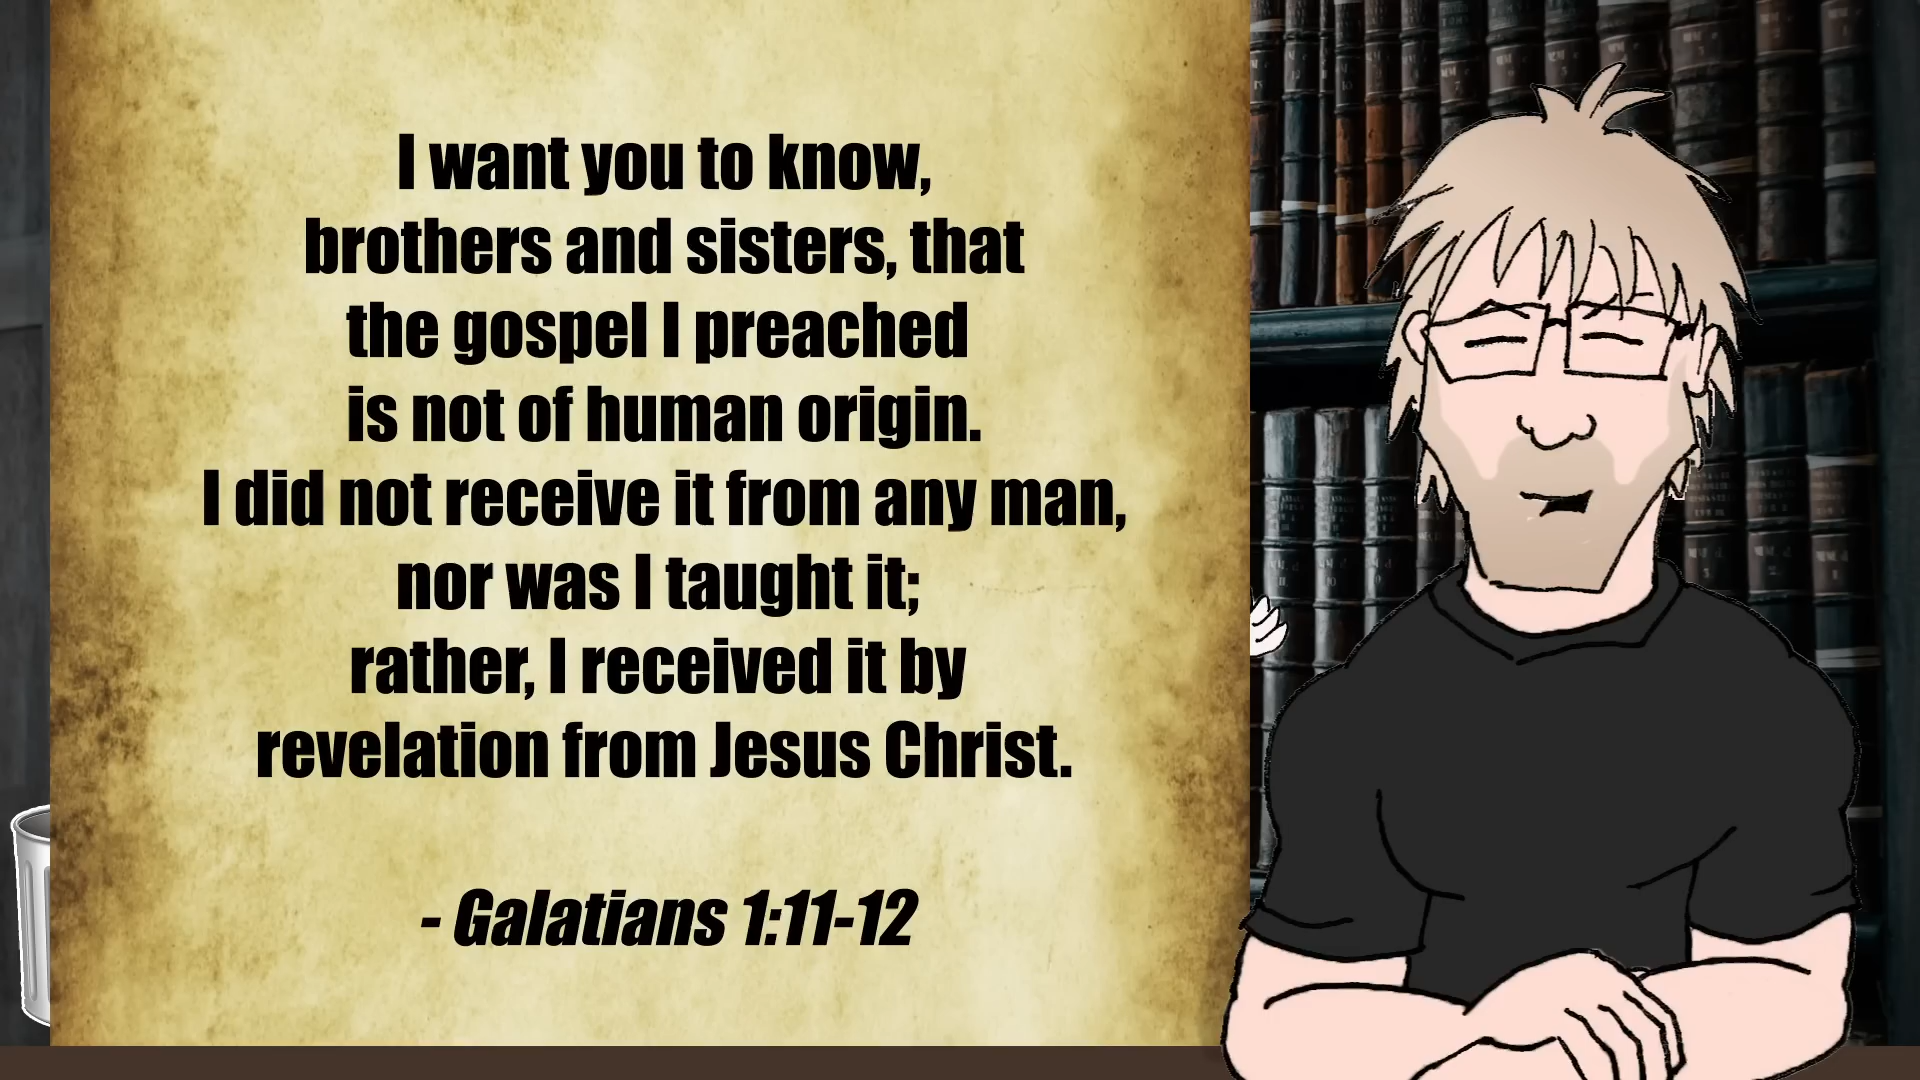 I want you to know,
brothers and sisters, that
the gospel I preached
is not of human origin.
I did not receive it from any man,
nor was I taught it;
rather, I received it by
revelation from Jesus Christ.
- Galatians 1:11-12